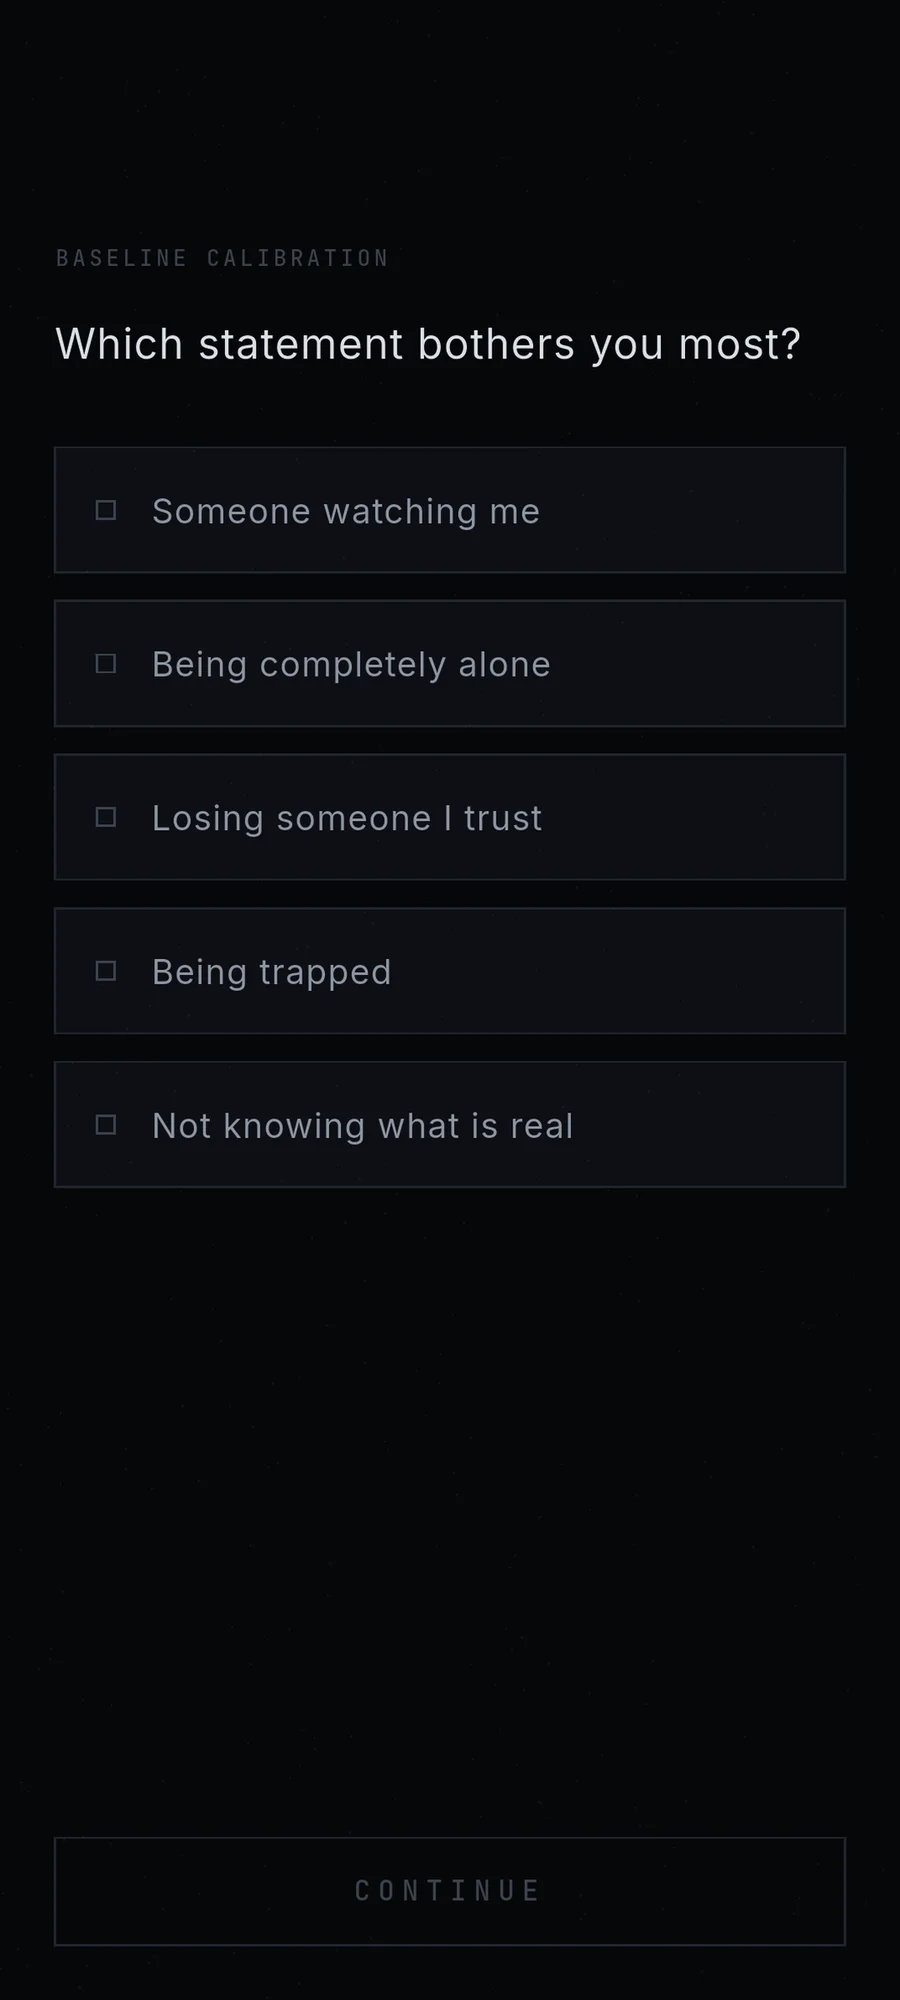 BASELINE CALIBRATION
Which statement bothers you most?
Someone watching me
Being completely alone
Losing someone I trust
Being trapped
Not knowing what is real
CONTINUE